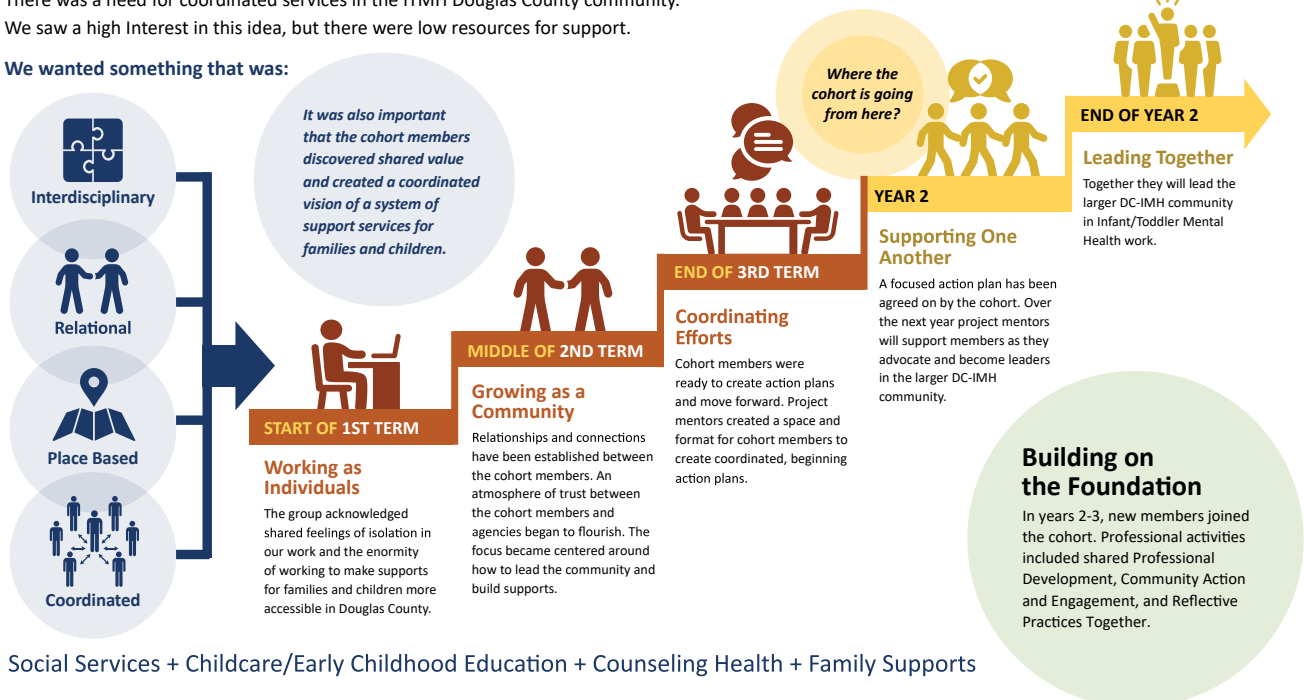 There was a need for coordinated services in the ITMH Douglas County community.
We saw a high Interest in this idea, but there were low resources for support.
We wanted something that was:
Interdisciplinary
Relational
Place Based
Coordinated
It was also important
that the cohort members
discovered shared value
and created a coordinated
vision of a system of
support services for
families and children.
START OF 1ST TERM
Working as
Individuals
The group acknowledged
shared feelings of isolation in
our work and the enormity
of working to make supports
for families and children more
accessible in Douglas County.
MIDDLE OF 2ND TERM
Growing as a
Community
Relationships and connections
have been established between
the cohort members. An
atmosphere of trust between
the cohort members and
agencies began to flourish. The
focus became centered around
how to lead the community and
build supports.
END OF 3RD TERM
Coordinating
Efforts
Cohort members were
ready to create action plans
and move forward. Project
mentors created a space and
format for cohort members to
create coordinated, beginning
action plans.
Where the
cohort is going
from here?
YEAR 2
Supporting One
Another
A focused action plan has been
agreed on by the cohort. Over
the next year project mentors
will support members as they
advocate and become leaders
in the larger DC-IMH
community.
END OF YEAR 2
Leading Together
Together they will lead the
larger DC-IMH community
in Infant/Toddler Mental
Health work.
Building on
the Foundation
In years 2-3, new members joined
the cohort. Professional activities
included shared Professional
Development, Community Action
and Engagement, and Reflective
Practices Together.
Social Services + Childcare/Early Childhood Education + Counseling Health + Family Supports